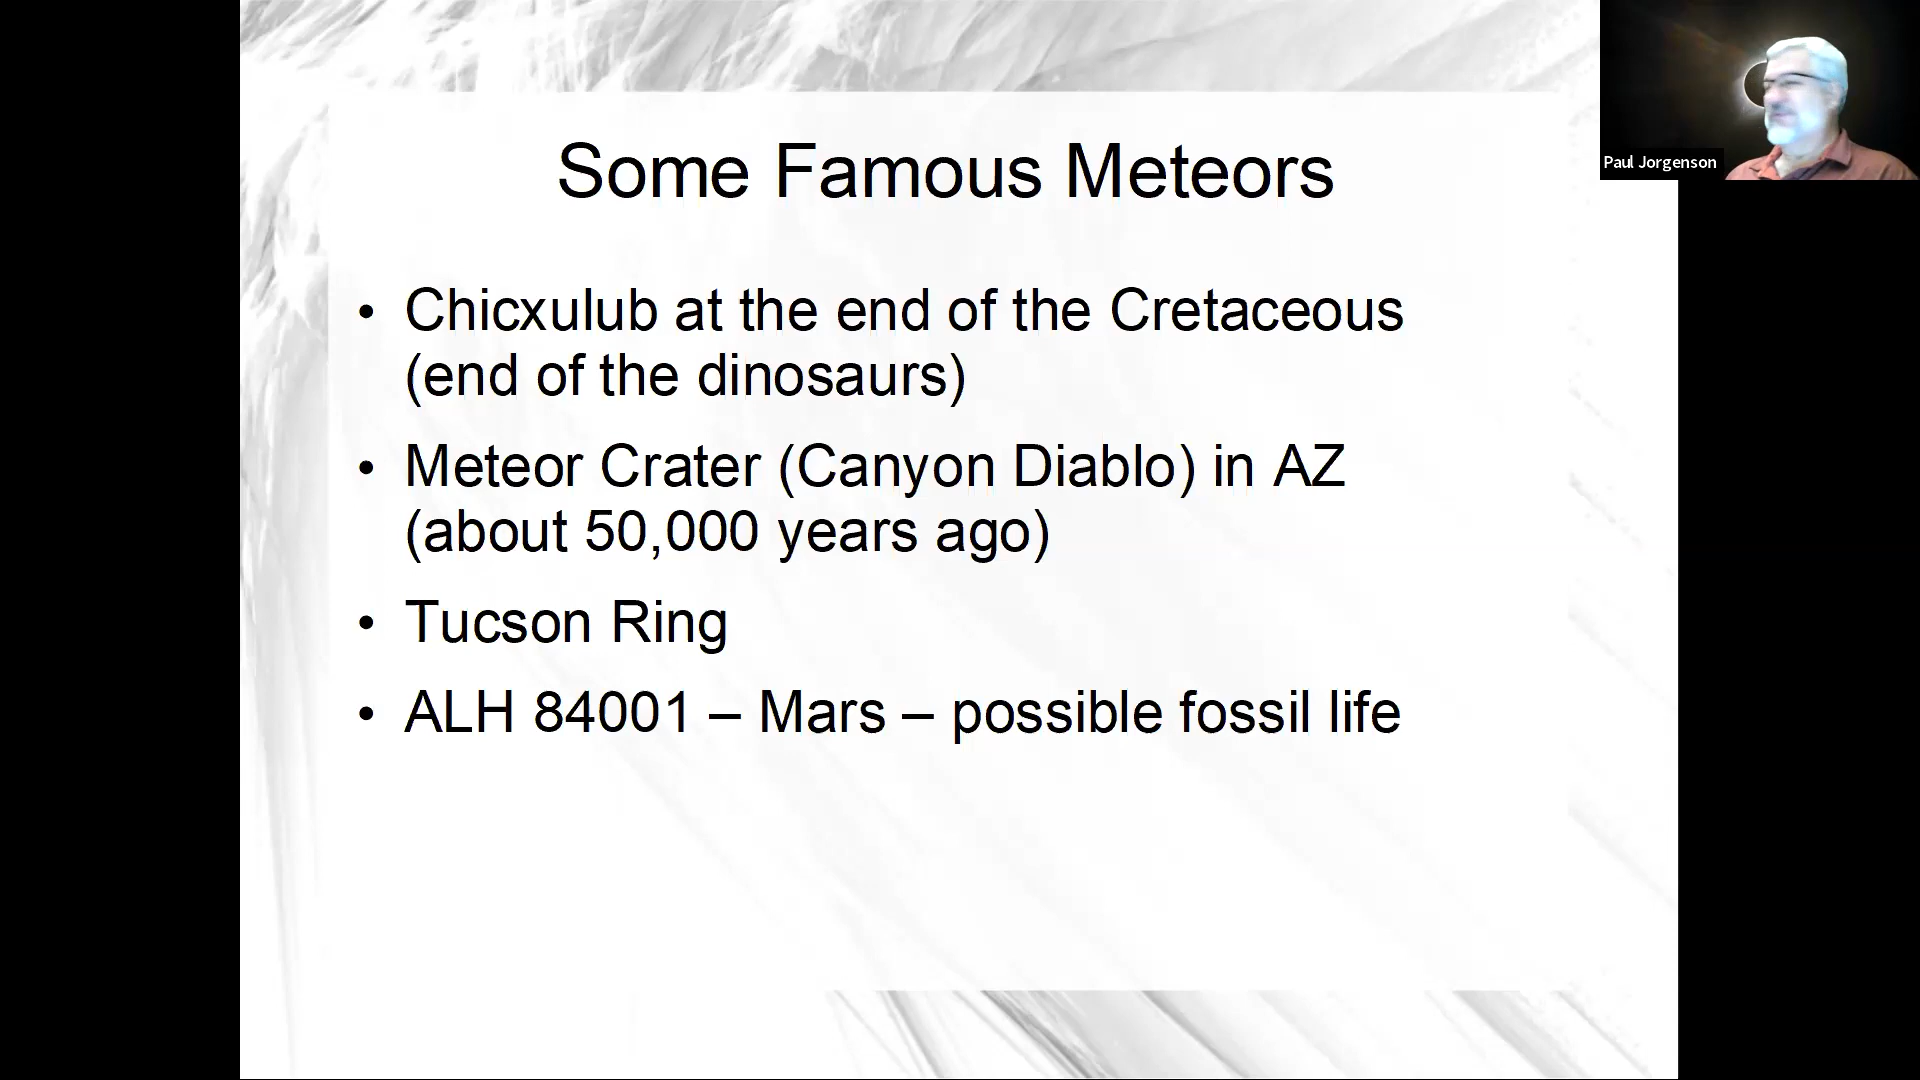 Some Famous Meteors
• Chicxulub at the end of the Cretaceous
(end of the dinosaurs)
• Meteor Crater (Canyon Diablo) in AZ
(about 50,000 years ago)
• Tucson Ring
• ALH 84001 – Mars – possible fossil life
Paul Jorgenson